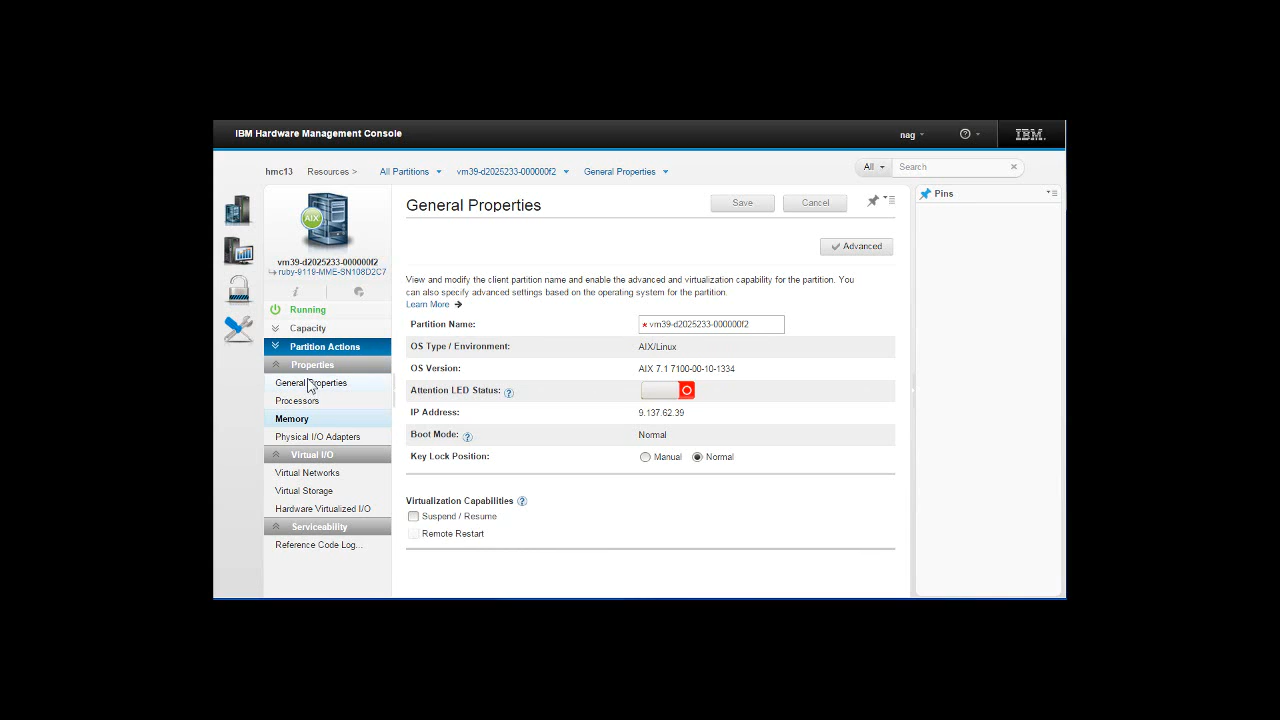 IBM Hardware Management Console
nag
IBM.
hmc13 Resources > All Partitions vm39-d2025233-000000f2 General Properties
All Search
AIX
vm39-d2025233-000000f2
ruby-9119-MME-SN108D2C7
Running
Capacity
Partition Actions
Properties
General Properties
Processors
Memory
Physical I/O Adapters
Virtual I/O
Virtual Networks
Virtual Storage
Hardware Virtualized I/O
Serviceability
Reference Code Log...
General Properties
Save Cancel
Advanced
View and modify the client partition name and enable the advanced and virtualization capability for the partition. You
can also specify advanced settings based on the operating system for the partition.
Learn More
Partition Name: * vm39-d2025233-000000f2
OS Type / Environment: AIX/Linux
OS Version: AIX 7.1 7100-00-10-1334
Attention LED Status: ?
IP Address: 9.137.62.39
Boot Mode: ? Normal
Key Lock Position: Manual Normal
Virtualization Capabilities ?
Suspend / Resume
Remote Restart
Pins